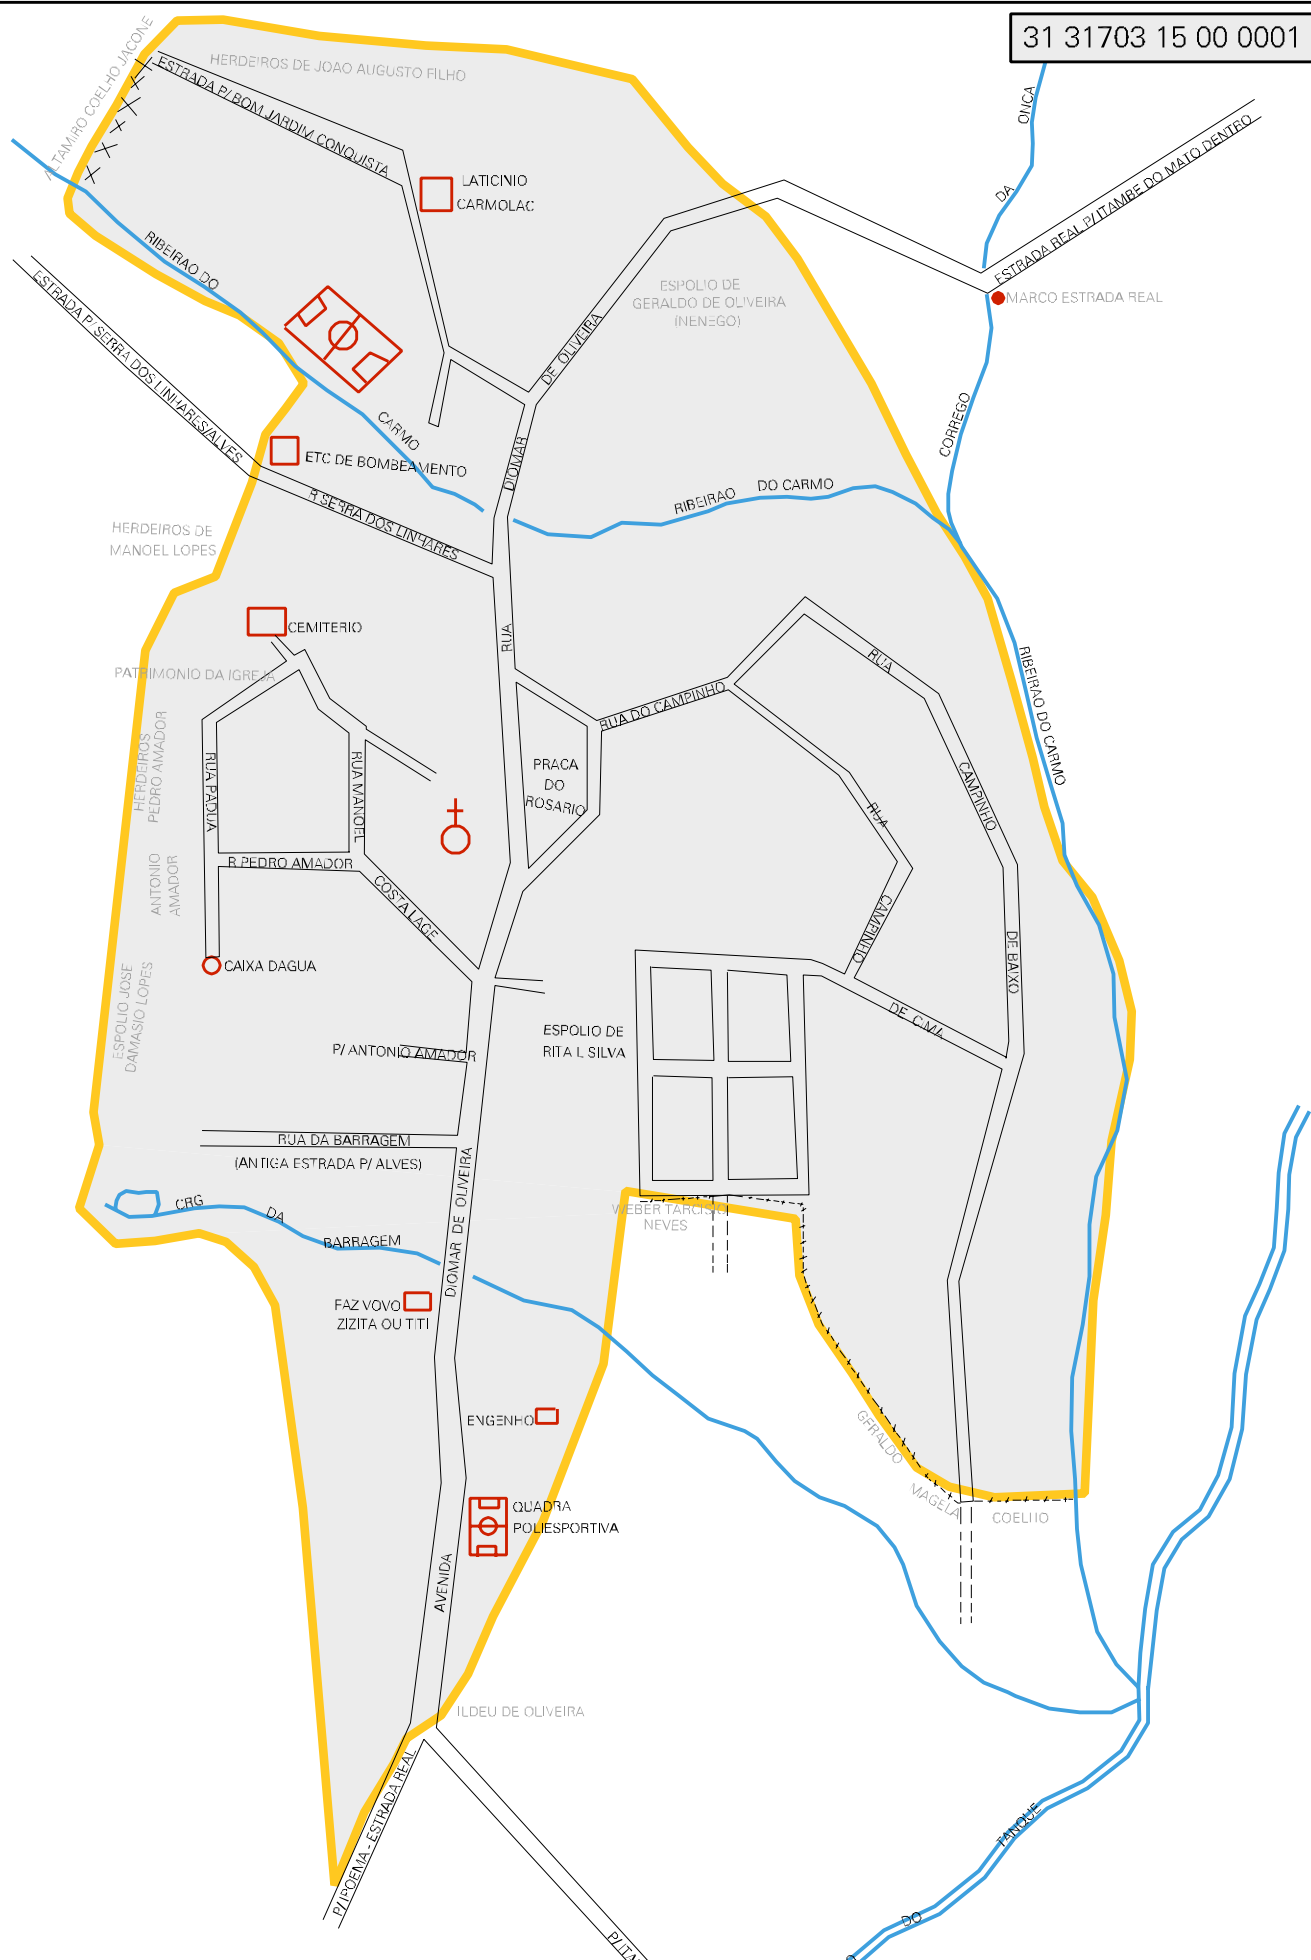 31 31703 15 00 0001
ALTAMIRO COELHO JACONE
HERDEIROS DE JOAO AUGUSTO FILHO
ESTRADA P/ BOM JARDIM CONQUISTA
LATICINIO
CARMOLAC
ONCA
DA
ESTRADA REAL P/ ITAMBE DO MATO DENTRO
MARCO ESTRADA REAL
RIBEIRAO DO
ESTRADA P/ SERRA DOS LINHARES/ALVES
ESPOLIO DE
GERALDO DE OLIVEIRA
(NENEGO)
DE OLIVEIRA
CARMO
CORREGO
ETC DE BOMBEAMENTO
DIOMAR
R SERRA DOS LINHARES
RIBEIRAO
DO CARMO
HERDEIROS DE
MANOEL LOPES
CEMITERIO
RUA
RUA
RIBEIRAO DO CARMO
PATRIMONIO DA IGREJA
RUA DO CAMPINHO
HERDEIROS
PEDRO AMADOR
RUA PADUA
RUA MANOEL
PRACA
DO
ROSARIO
RUA
CAMPINHO
R PEDRO AMADOR
ANTONIO
AMADOR
COSTA LAGE
CAMPINHO
DE BAIXO
CAIXA DAGUA
ESPOLIO JOSE
DAMASIO LOPES
DE CIMA
ESPOLIO DE
RITA L SILVA
P/ ANTONIO AMADOR
RUA DA BARRAGEM
(ANTIGA ESTRADA P/ ALVES)
DIOMAR DE OLIVEIRA
CRG
DA
BARRAGEM
WEBER TARCISIO
NEVES
FAZ VOVO
ZIZITA OU TITI
ENGENHO
GERALDO
MAGELA
COELHO
QUADRA
POLIESPORTIVA
AVENIDA
ILDEU DE OLIVEIRA
P/ IPOEMA - ESTRADA REAL
TANQUE
DO